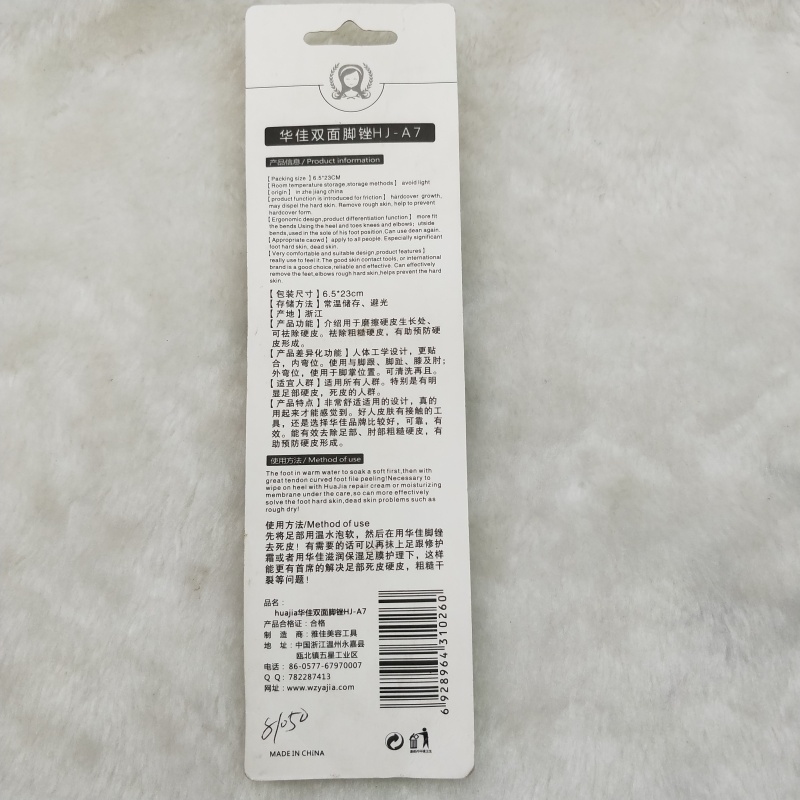 华佳双面脚锉HJ-A7
产品信息/Product information
【Packing size】6.5*23CM
【Room temperature storage,storage methods】 avoid light
【origin】 in zhe jiang china
【product function is introduced for friction】 hardcover growth,
may dispel the hard skin. Remove rough skin, help to prevent
hardcover form.
【Ergonomic design,product differentiation function】 more fit
the bends Using the heel and toes knees and elbows; utside
bends,used in the sole of his foot position.Can use dean again.
【Appropriate caowd】 apply to all people. Especially significant
foot hard skin, dead skin.
【Very comfortable and suitable design,product features】
really use to feel it.The good skin contact tools, or international
brand is a good choice,reliable and effective. Can effectively
remove the feet,elbows rough hard skin,helps prevent the hard
skin.
【包装尺寸】6.5*23cm
【存储方法】常温储存、避光
【产地】浙江
【产品功能】介绍用于磨擦硬皮生长处、
可祛除硬皮。祛除粗糙硬皮，有助预防硬
皮形成。
【产品差异化功能】人体工学设计，更贴
合，内弯位。使用与脚跟、脚趾、膝及肘；
外弯位，使用于脚掌位置。可清洗再且。
【适宜人群】适用所有人群。特别是有明
显足部硬皮，死皮的人群。
【产品特点】非常舒适适用的设计，真的
用起来才能感觉到。好人皮肤有接触的工
具，还是选择华佳品牌比较好，可靠，有
效。能有效去除足部、肘部粗糙硬皮，有
助预防硬皮形成。
使用方法/Method of use
The foot in warm water to soak a soft first,then with
great tendon curved foot file peeling!Necessary to
wipe on heel with HuaJia repair cream or moisturizing
membrane under the care,so can more effectively
solve the foot hard skin,dead skin problems such as
rough dry!
使用方法/Method of use
先将足部用温水泡软，然后在用华佳脚锉
去死皮！有需要的话可以再抹上足跟修护
霜或者用华佳滋润保湿足膜护理下，这样
能更有首席的解决足部死皮硬皮，粗糙干
裂等问题！
品名：
huajia华佳双面脚锉HJ-A7
产品合格证：合格
制 造 商：雅佳美容工具
地 址：中国浙江温州永嘉县
瓯北镇五星工业区
电话：86-0577-67970007
Q Q：782287413
网址：www.wzyajia.com
6 928964 310260
8/050
MADE IN CHINA